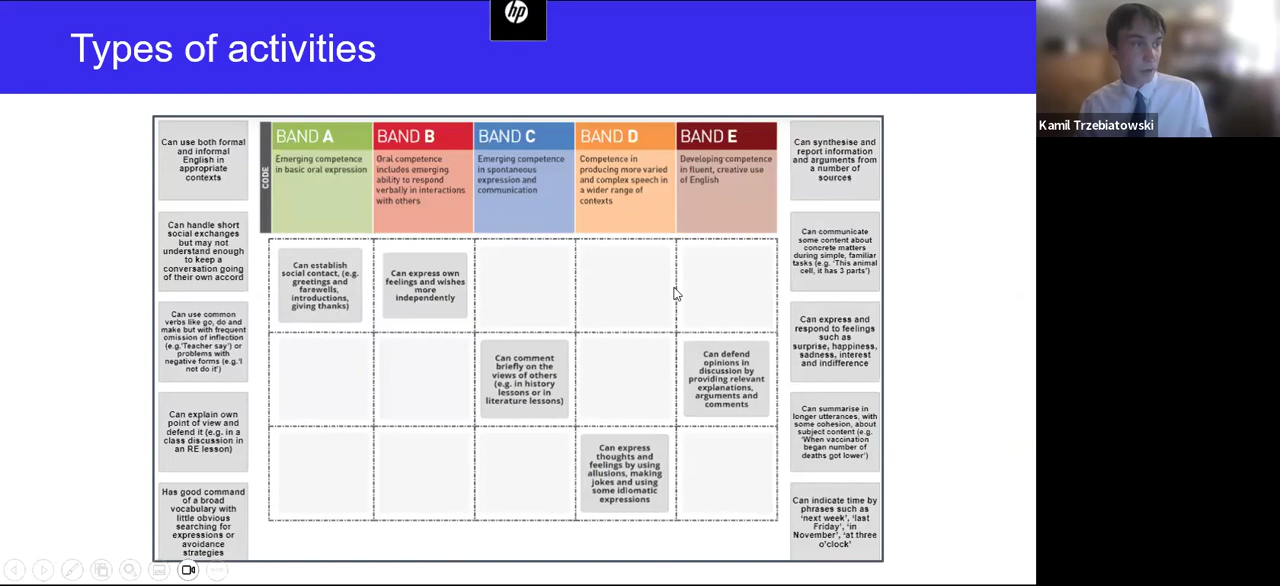 hp
Types of activities
Kamil Trzebiatowski
Can use both formal
and informal
English in
appropriate
contexts
Can handle short
social exchanges
but may not
understand enough
to keep a
conversation going
of their own accord
Can use common
verbs like go, do and
make but with frequent
omission of inflection
(e.g.'Teacher say') or
problems with
negative forms (e.g.'I
not do it')
Can explain own
point of view and
defend it (e.g. in a
class discussion in
an RE lesson)
Has good command
of a broad
vocabulary with
little obvious
searching for
expressions or
avoidance
strategies
CODE
BAND A
Emerging competence
in basic oral expression
BAND B
Oral competence
includes emerging
ability to respond
verbally in interactions
with others
BAND C
Emerging competence
in spontaneous
expression and
communication
BAND D
Competence in
producing more varied
and complex speech in
a wider range of
contexts
BAND E
Developing competence
in fluent, creative use
of English
Can establish
social contact, (e.g.
greetings and
farewells,
introductions,
giving thanks)
Can express own
feelings and wishes
more
independently
Can comment
briefly on the
views of others
(e.g. in history
lessons or in
literature lessons)
Can defend
opinions in
discussion by
providing relevant
explanations,
arguments and
comments
Can express
thoughts and
feelings by using
allusions, making
jokes and using
some idiomatic
expressions
Can synthesise and
report information
and arguments from
a number of
sources
Can communicate
some content about
concrete matters
during simple, familiar
tasks (e.g. 'This animal
cell, it has 3 parts')
Can express and
respond to feelings
such as
surprise, happiness,
sadness, interest
and indifference
Can summarise in
longer utterances, with
some cohesion, about
subject content (e.g.
'When vaccination
began number of
deaths got lower')
Can indicate time by
phrases such as
'next week', 'last
Friday', 'in
November', 'at three
o'clock'